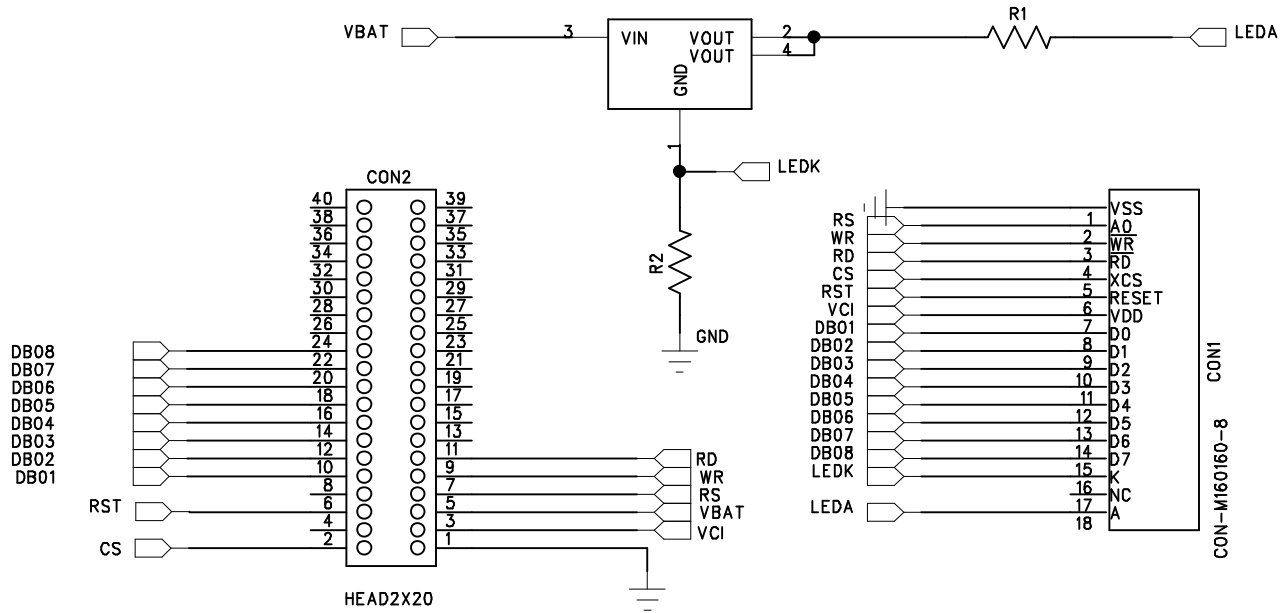 VBAT
3
VIN
VOUT
VOUT
GND
2
4
R1
LEDA
1
LEDK
R2
GND
CON2
40
38
36
34
32
30
28
26
24
22
20
18
16
14
12
10
8
6
4
2
39
37
35
33
31
29
27
25
23
21
19
17
15
13
11
9
7
5
3
1
DB08
DB07
DB06
DB05
DB04
DB03
DB02
DB01
RST
CS
RD
WR
RS
VBAT
VCI
HEAD2X20
RS
WR
RD
CS
RST
VCI
DB01
DB02
DB03
DB04
DB05
DB06
DB07
DB08
LEDK
LEDA
1
2
3
4
5
6
7
8
9
10
11
12
13
14
15
16
17
18
VSS
A0
WR
RD
XCS
RESET
VDD
D0
D1
D2
D3
D4
D5
D6
D7
K
NC
A
CON1
CON-M160160-8